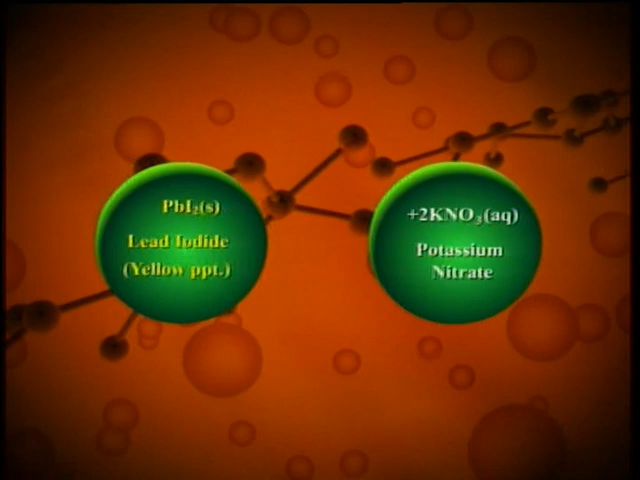 PbI₂(s)
Lead Iodide
(Yellow ppt.)
+2KNO₃(aq)
Potassium
Nitrate